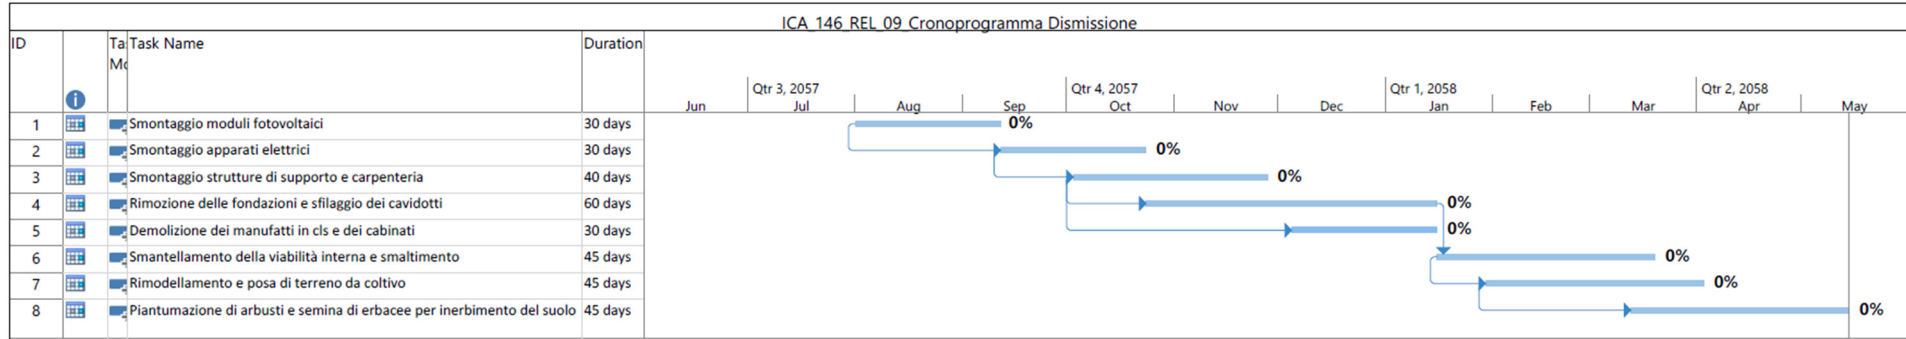 ICA_146_REL_09_Cronoprogramma Dismissione
ID Ta Task Name Duration
Mo
Qtr 3, 2057 Qtr 4, 2057 Qtr 1, 2058 Qtr 2, 2058
Jun Jul Aug Sep Oct Nov Dec Jan Feb Mar Apr May
1 Smontaggio moduli fotovoltaici 30 days 0%
2 Smontaggio apparati elettrici 30 days 0%
3 Smontaggio strutture di supporto e carpenteria 40 days 0%
4 Rimozione delle fondazioni e sfilaggio dei cavidotti 60 days 0%
5 Demolizione dei manufatti in cls e dei cabinati 30 days 0%
6 Smantellamento della viabilità interna e smaltimento 45 days 0%
7 Rimodellamento e posa di terreno da coltivo 45 days 0%
8 Piantumazione di arbusti e semina di erbacee per inerbimento del suolo 45 days 0%